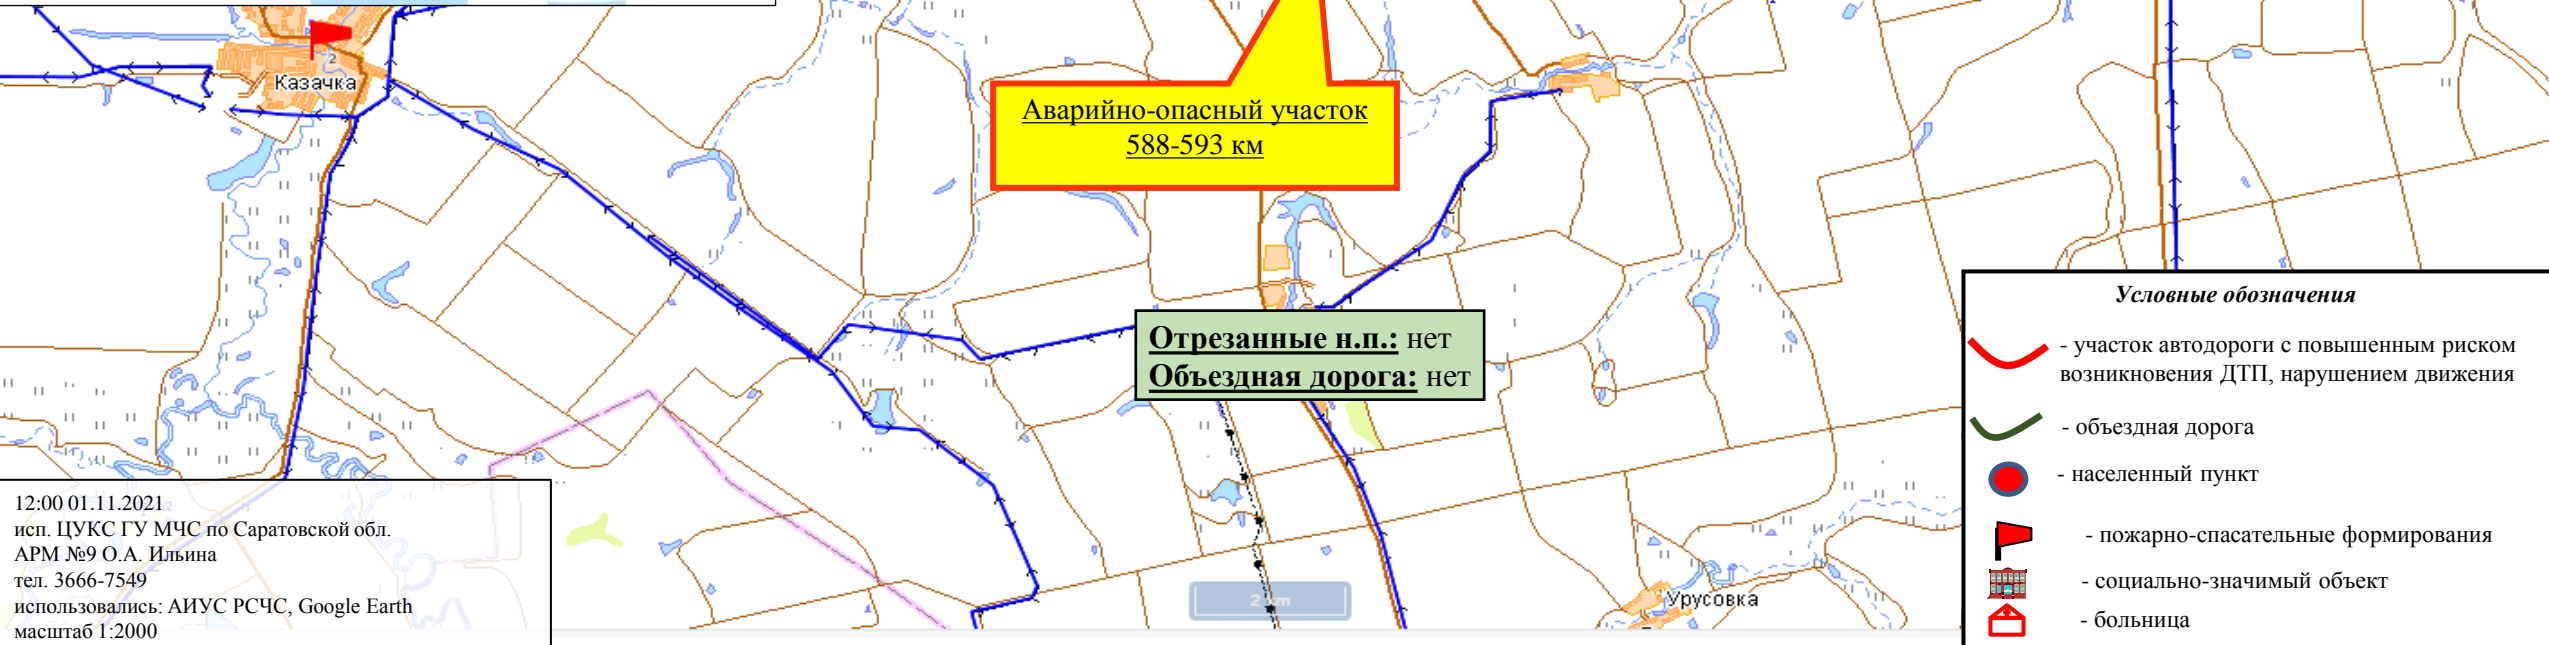 2
Казачка
Аварийно-опасный участок
588-593 км
Отрезанные н.п.: нет
Объездная дорога: нет
Условные обозначения
- участок автодороги с повышенным риском
возникновения ДТП, нарушением движения
- объездная дорога
- населенный пункт
- пожарно-спасательные формирования
- социально-значимый объект
- больница
12:00 01.11.2021
исп. ЦУКС ГУ МЧС по Саратовской обл.
АРМ №9 О.А. Ильина
тел. 3666-7549
использовались: АИУС РСЧС, Google Earth
масштаб 1:2000
2 km
Урусовка